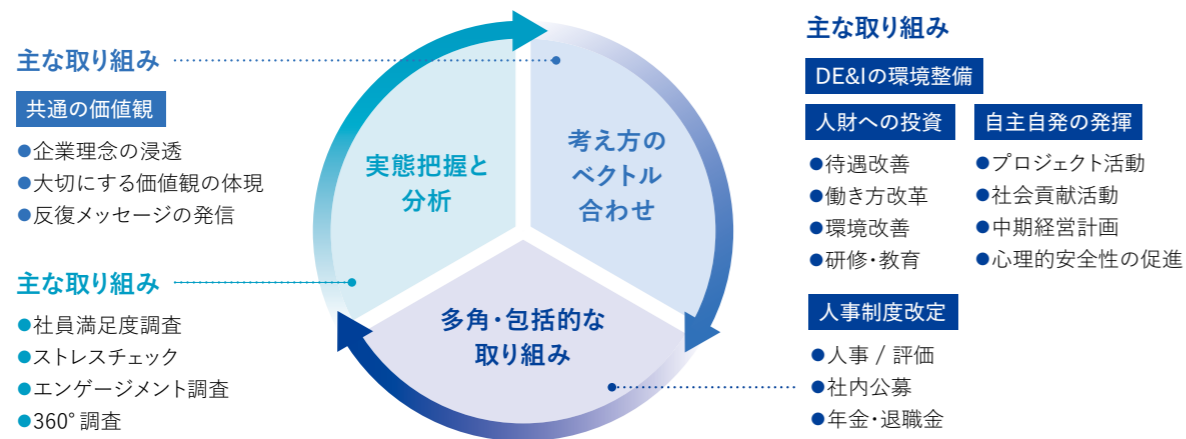 主な取り組み
共通の価値観
●企業理念の浸透
●大切にする価値観の体現
●反復メッセージの発信
主な取り組み
●社員満足度調査
●ストレスチェック
●エンゲージメント調査
●360°調査
実態把握と
分析
考え方の
ベクトル
合わせ
多角・包括的な
取り組み
主な取り組み
DE&Iの環境整備
人財への投資
●待遇改善
●働き方改革
●環境改善
●研修・教育
自主自発の発揮
●プロジェクト活動
●社会貢献活動
●中期経営計画
●心理的安全性の促進
人事制度改定
●人事 / 評価
●社内公募
●年金・退職金